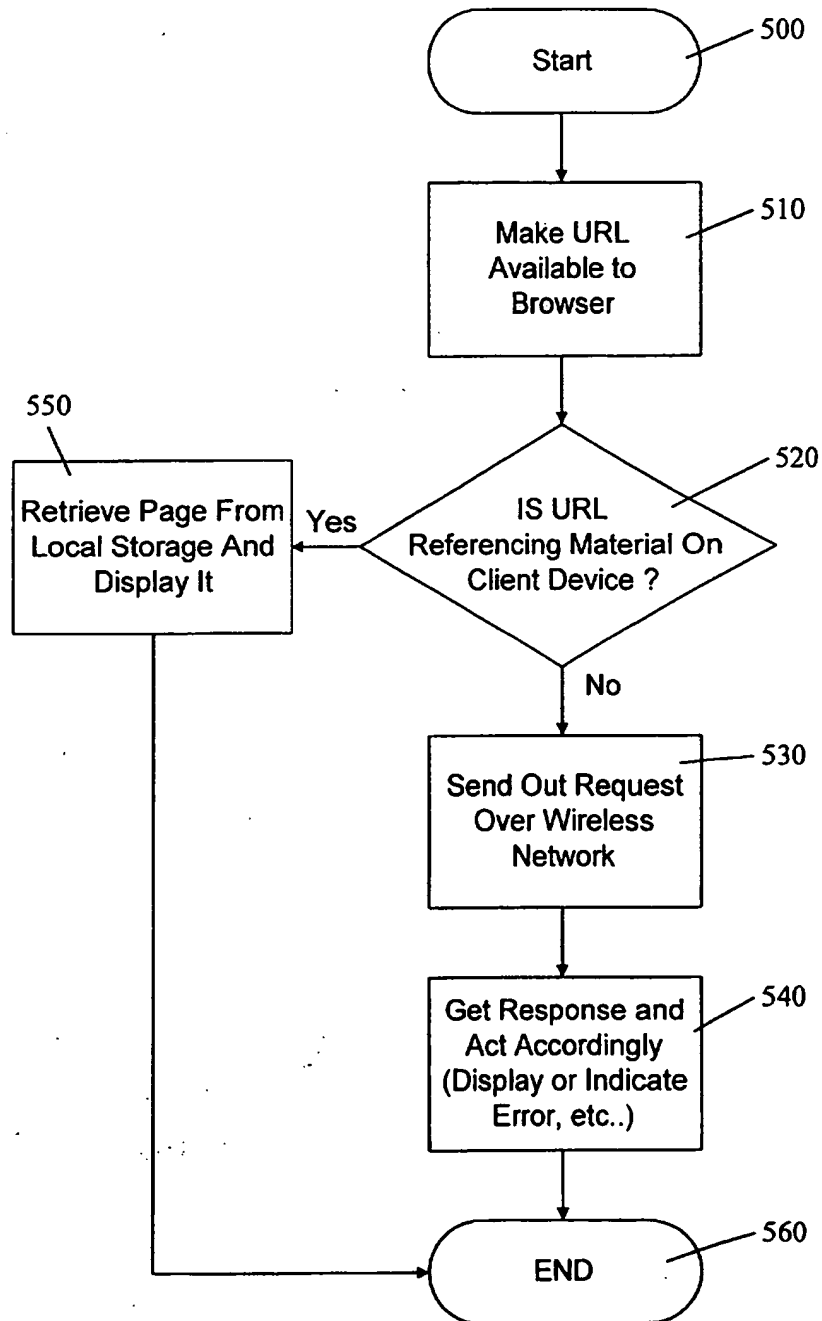 Start
500
Make URL
Available to
Browser
510
IS URL
Referencing Material On
Client Device ?
520
Yes
550
Retrieve Page From
Local Storage And
Display It
No
Send Out Request
Over Wireless
Network
530
Get Response and
Act Accordingly
(Display or Indicate
Error, etc..)
540
END
560